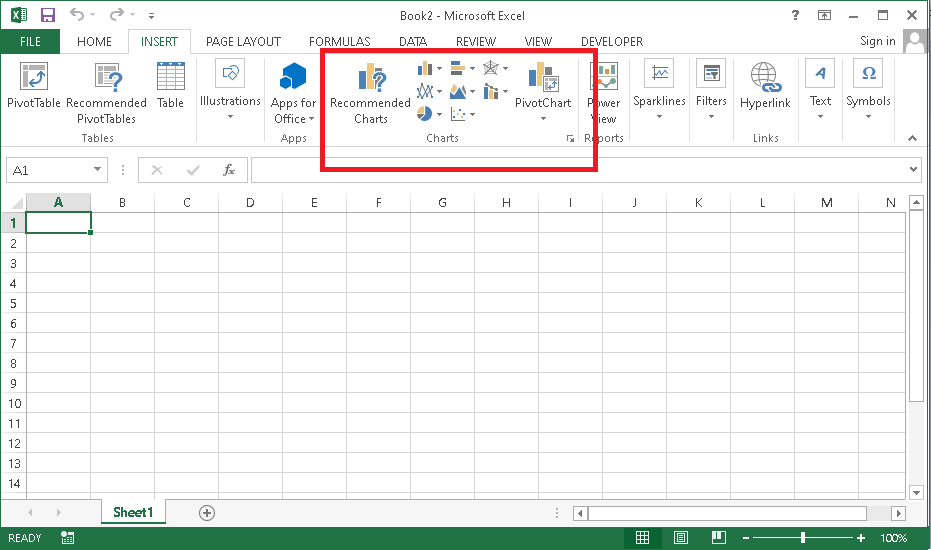 Book2 - Microsoft Excel
?
FILE HOME INSERT PAGE LAYOUT FORMULAS DATA REVIEW VIEW DEVELOPER Sign in
PivotTable Recommended PivotTables Table Illustrations Apps for Office Recommended Charts PivotChart Power View Sparklines Filters Hyperlink Text Symbols
Tables Apps Charts Reports Links
A1 fx
A B C D E F G H I J K L M N
1
2
3
4
5
6
7
8
9
10
11
12
13
14
Sheet1
READY 100%